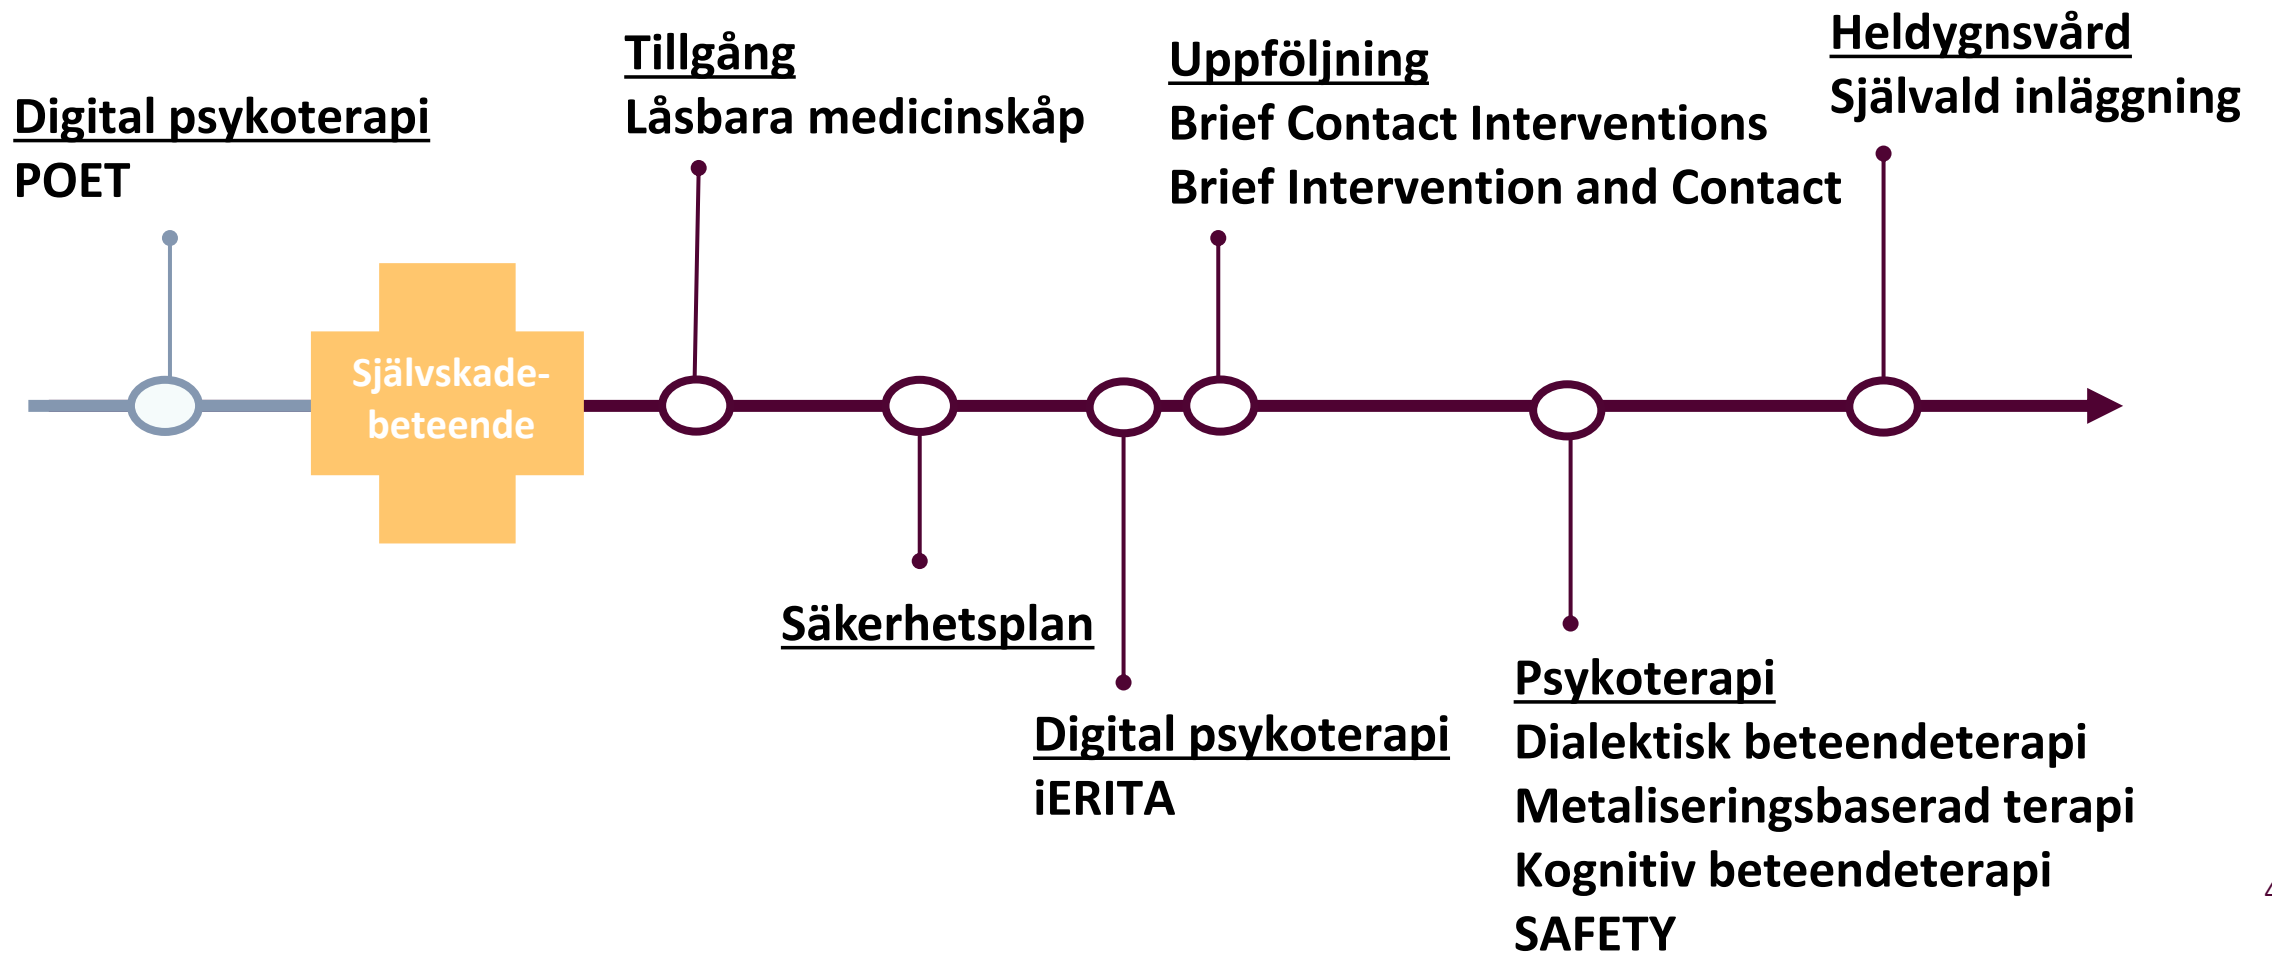 Digital psykoterapi
POET
Självskade-
beteende
Tillgång
Låsbara medicinskåp
Säkerhetsplan
Digital psykoterapi
iERITA
Uppföljning
Brief Contact Interventions
Brief Intervention and Contact
Psykoterapi
Dialektisk beteendeterapi
Metaliseringsbaserad terapi
Kognitiv beteendeterapi
SAFETY
Heldygnsvård
Självald inläggning